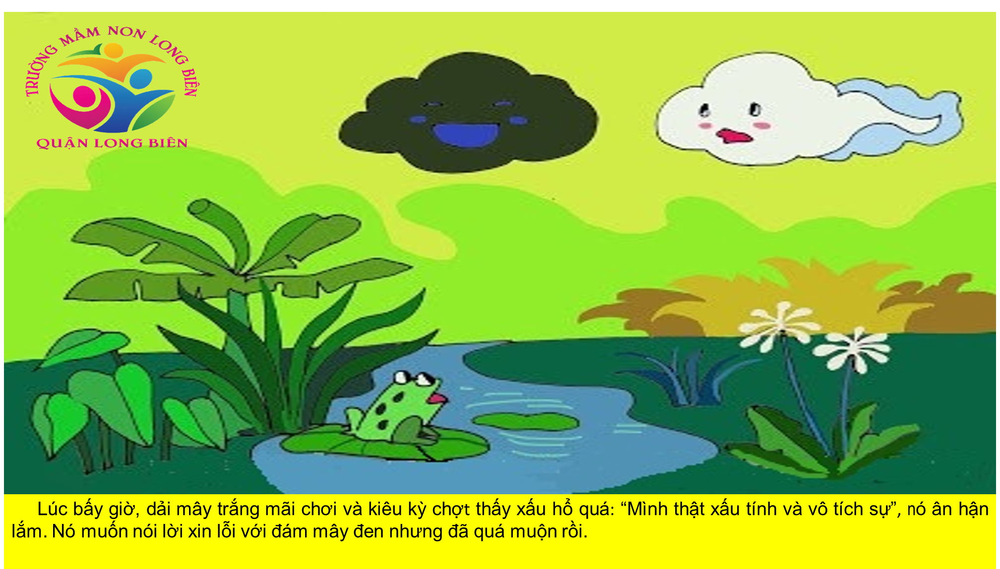 TRƯỜNG MẦM NON LONG BIÊN
QUẬN LONG BIÊN
Lúc bấy giờ, dải mây trắng mãi chơi và kiêu kỳ chợt thấy xấu hổ quá: “Mình thật xấu tính và vô tích sự”, nó ân hận
lắm. Nó muốn nói lời xin lỗi với đám mây đen nhưng đã quá muộn rồi.